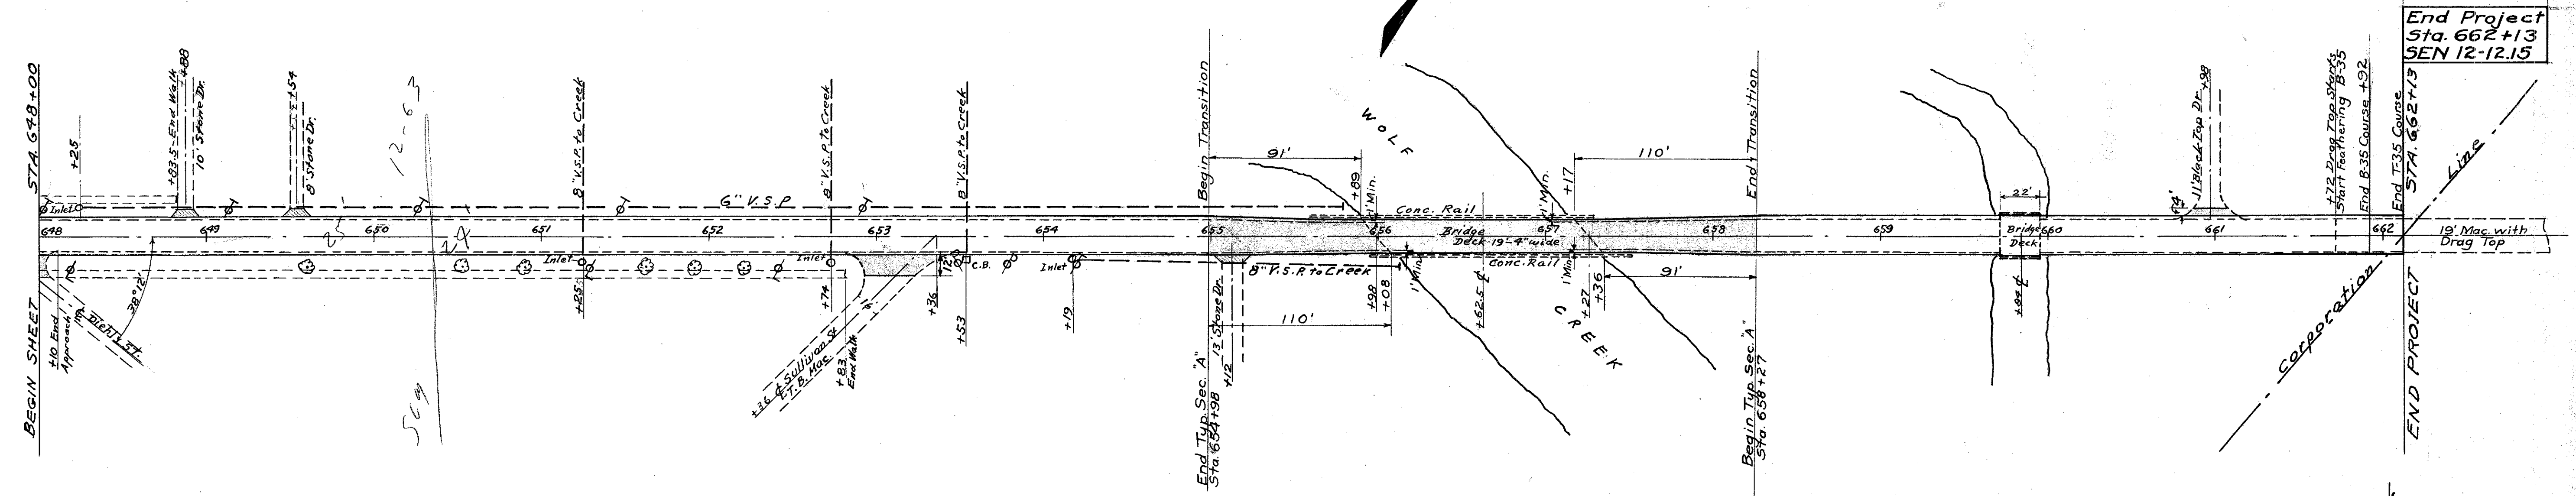 End Project
Sta. 662+13
SEN 12-12.15
BEGIN SHEET STA. 648+00
+25
+83.5-End Walk
+88
10' Stone Dr.
+54
8' Stone Dr.
12-63
8" V.S.P. to Creek
8" V.S.P. to Creek
8" V.S.P. to Creek
Begin Transition
91'
+89
1' Min.
WOLF
1' Min.
+17
110'
End Transition
22'
11' Black Top Dr.
+98
+72 Drag Top Starts
Start Feathering B-35
End B-35 Course +92
End T-35 Course
STA. 662+13
Line
Inlet
6" V.S.P
Conc. Rail
648
649
650
651
652
653
654
655
656
657
658
659
660
661
662
Bridge
Deck-19'-4" wide
Bridge
Deck
19' Mac. with
Drag Top
Inlet
Inlet
12'
C.B.
Inlet
8" V.S.P. to Creek
Conc. Rail
1' Min.
1' Min.
91'
38°12'
Diehl's St.
+10 End
Approach
+25
+74
+83
End Walk
+36 ₵ Sullivan St.
T.B. Mac.
+36
+53
+19
13' Stone Dr.
+12
110'
+98
+08
+62.5 ₵
+27
+36
CREEK
+84 ₵
Corporation
End Typ. Sec. "A"
Sta. 654+98
Begin Typ. Sec. "A"
Sta. 658+27
END PROJECT